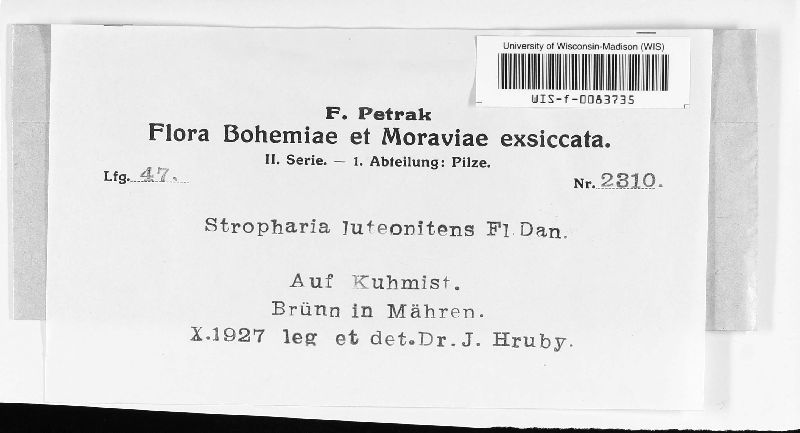 University of Wisconsin-Madison (WIS)
WIS-f-0083735
F. Petrak
Flora Bohemiae et Moraviae exsiccata.
II. Serie. — 1. Abteilung: Pilze.
Lfg. 47.
Nr. 2310.
Stropharia luteonitens Fl.Dan.
Auf Kuhmist.
Brünn in Mähren.
X.1927 leg et det.Dr.J. Hruby.